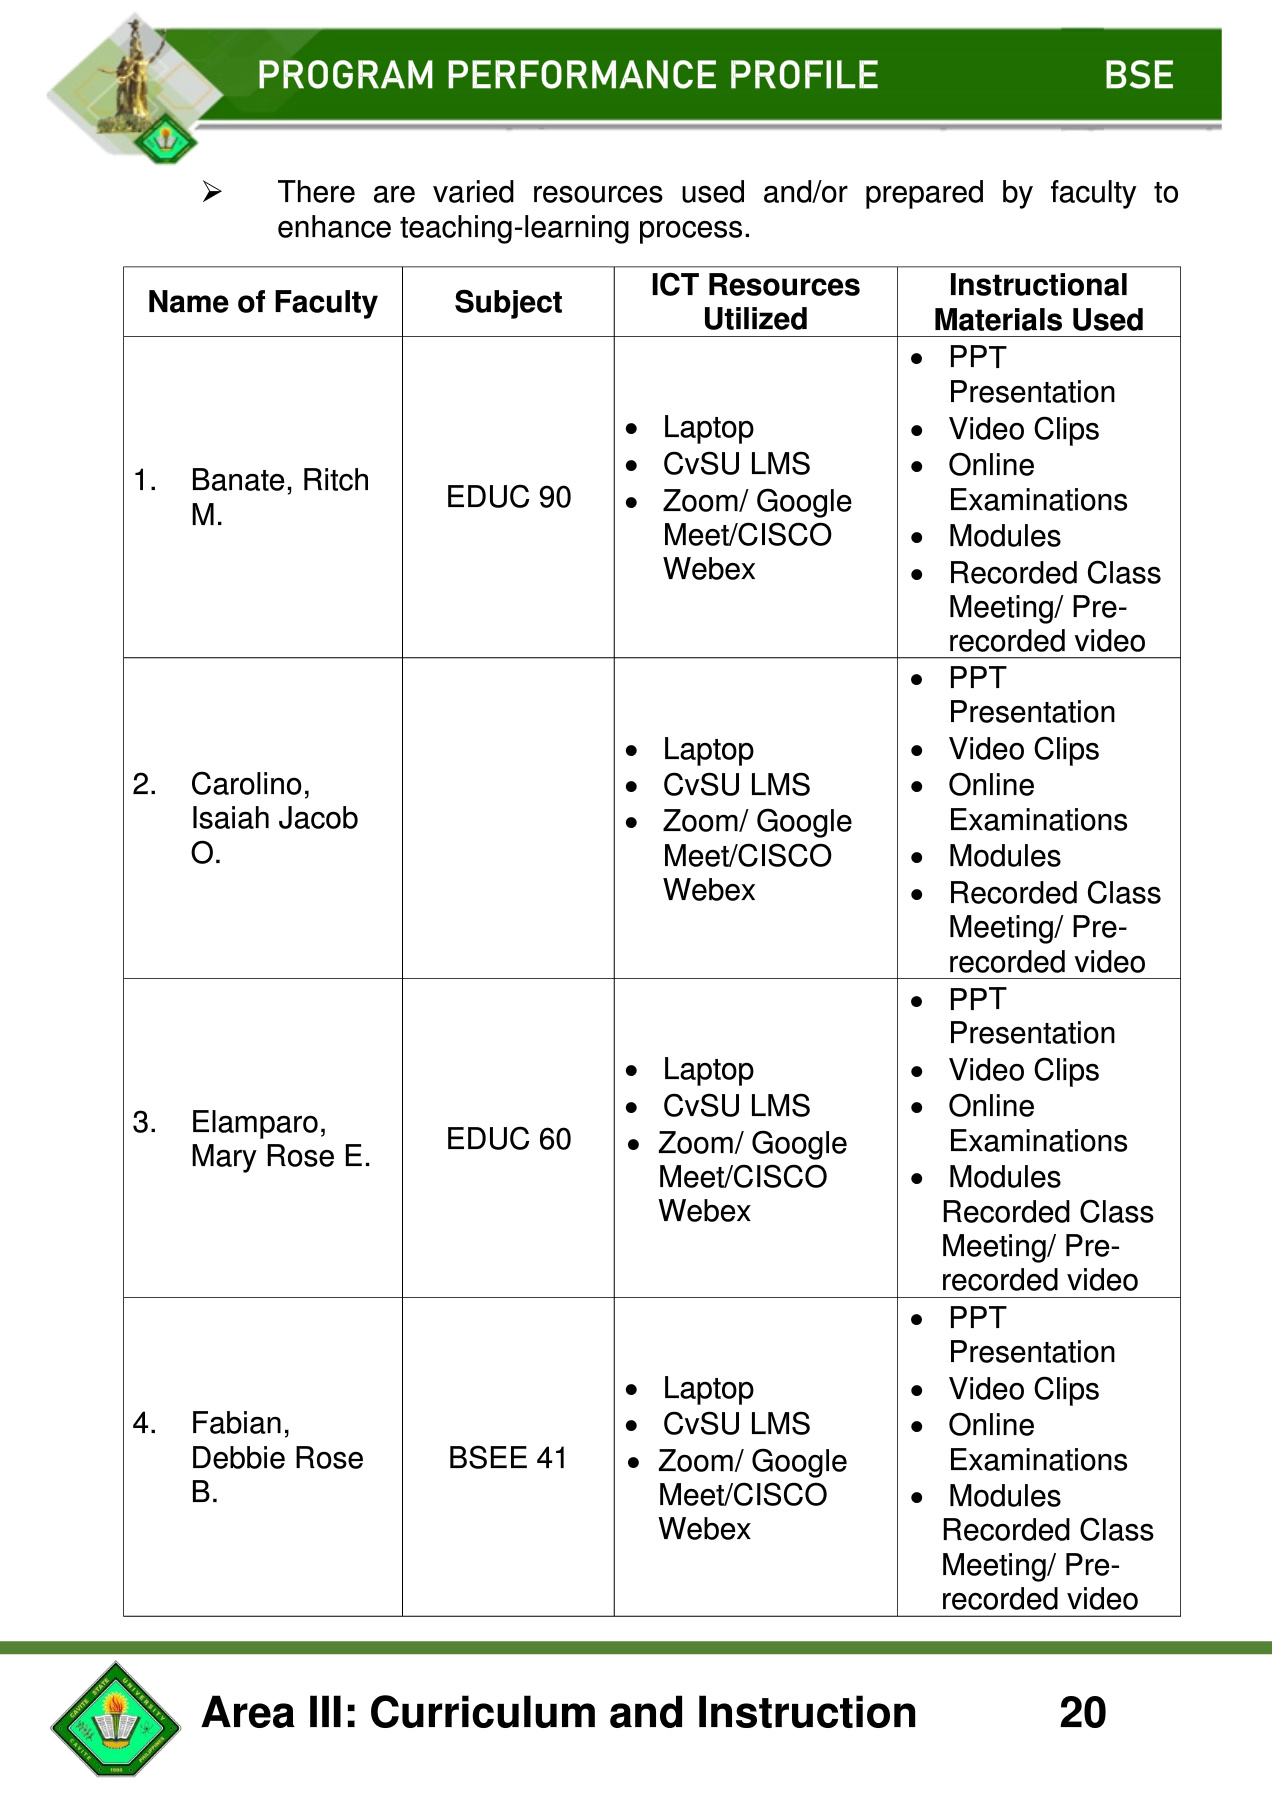 PROGRAM PERFORMANCE PROFILE BSE
➢ There are varied resources used and/or prepared by faculty to
enhance teaching-learning process.
Name of Faculty
Subject
ICT Resources
Utilized
Instructional
Materials Used
1. Banate, Ritch
M.
EDUC 90
• Laptop
• CvSU LMS
• Zoom/ Google
Meet/CISCO
Webex
• PPT
Presentation
• Video Clips
• Online
Examinations
• Modules
• Recorded Class
Meeting/ Pre-
recorded video
2. Carolino,
Isaiah Jacob
O.
• Laptop
• CvSU LMS
• Zoom/ Google
Meet/CISCO
Webex
• PPT
Presentation
• Video Clips
• Online
Examinations
• Modules
• Recorded Class
Meeting/ Pre-
recorded video
3. Elamparo,
Mary Rose E.
EDUC 60
• Laptop
• CvSU LMS
• Zoom/ Google
Meet/CISCO
Webex
• PPT
Presentation
• Video Clips
• Online
Examinations
• Modules
Recorded Class
Meeting/ Pre-
recorded video
4. Fabian,
Debbie Rose
B.
BSEE 41
• Laptop
• CvSU LMS
• Zoom/ Google
Meet/CISCO
Webex
• PPT
Presentation
• Video Clips
• Online
Examinations
• Modules
Recorded Class
Meeting/ Pre-
recorded video
CAVITE STATE UNIVERSITY
CAVITE 1906 PHILIPPINES
Area III: Curriculum and Instruction 20